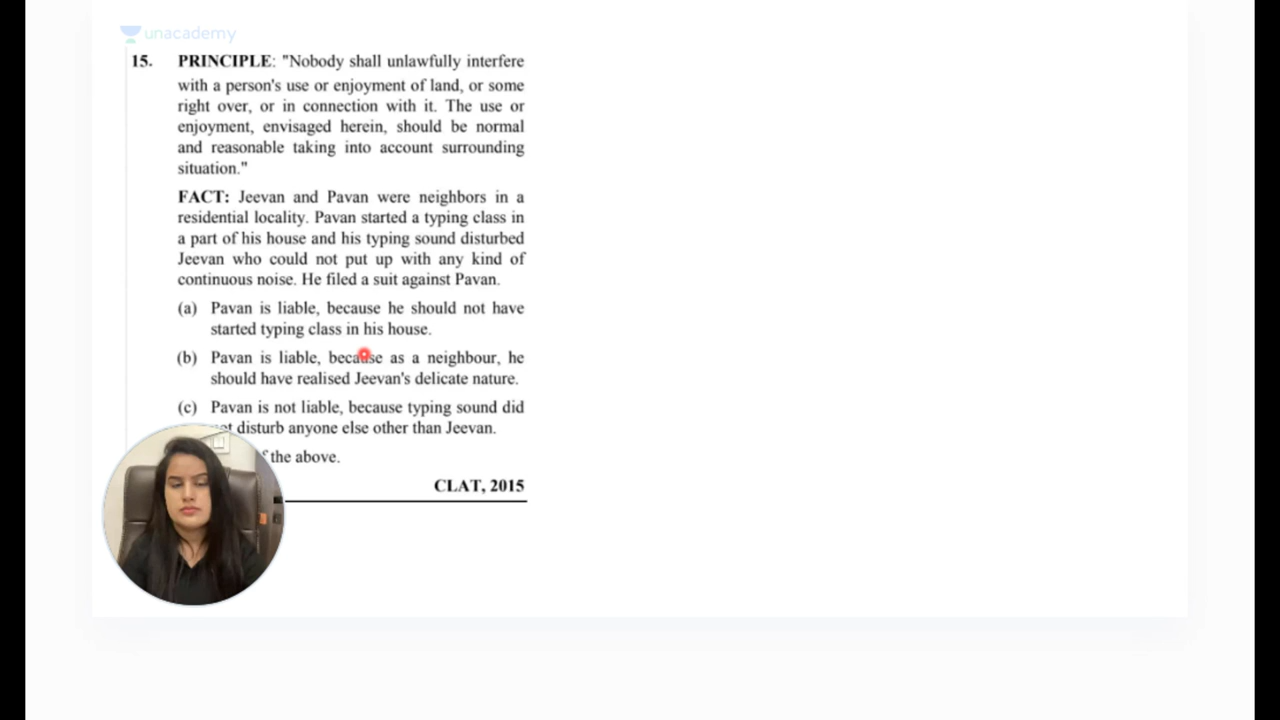 unacademy
15. PRINCIPLE: "Nobody shall unlawfully interfere
with a person's use or enjoyment of land, or some
right over, or in connection with it. The use or
enjoyment, envisaged herein, should be normal
and reasonable taking into account surrounding
situation."
FACT: Jeevan and Pavan were neighbors in a
residential locality. Pavan started a typing class in
a part of his house and his typing sound disturbed
Jeevan who could not put up with any kind of
continuous noise. He filed a suit against Pavan.
(a) Pavan is liable, because he should not have
started typing class in his house.
(b) Pavan is liable, because as a neighbour, he
should have realised Jeevan's delicate nature.
(c) Pavan is not liable, because typing sound did
disturb anyone else other than Jeevan.
the above.
CLAT, 2015